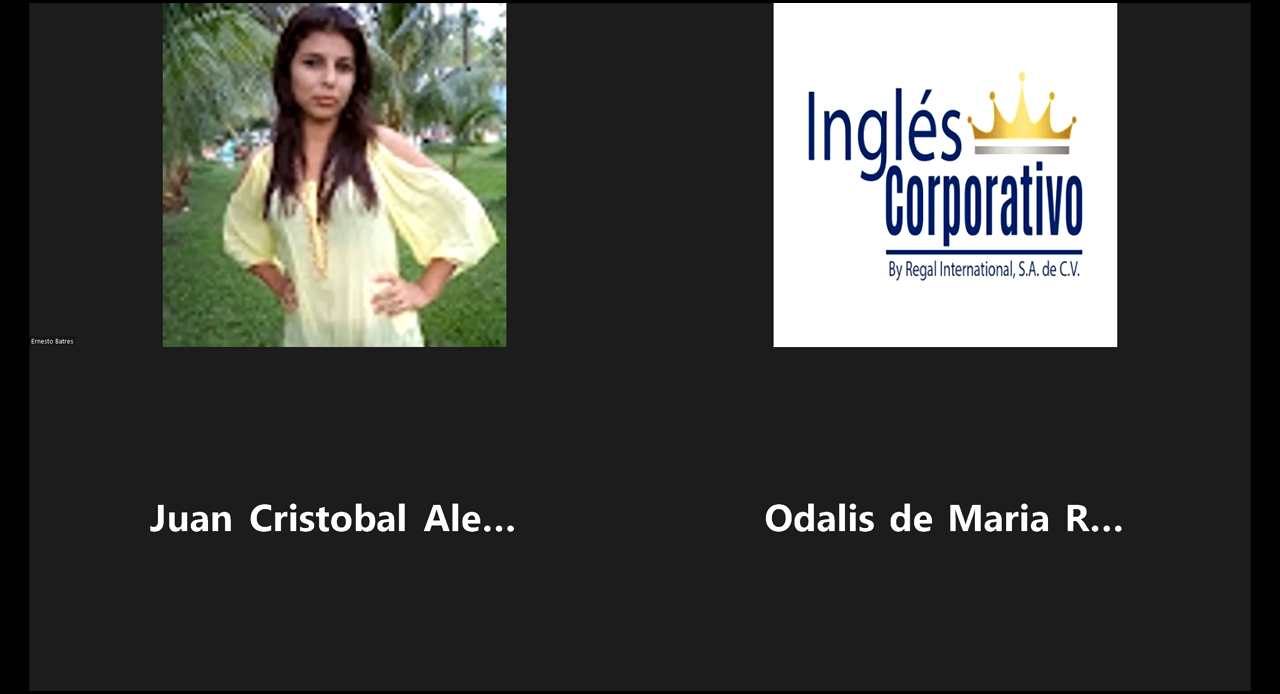 Inglés
Corporativo
By Regal International, S.A. de C.V.
Ernesto Batres
Juan Cristobal Ale...
Odalis de Maria R...